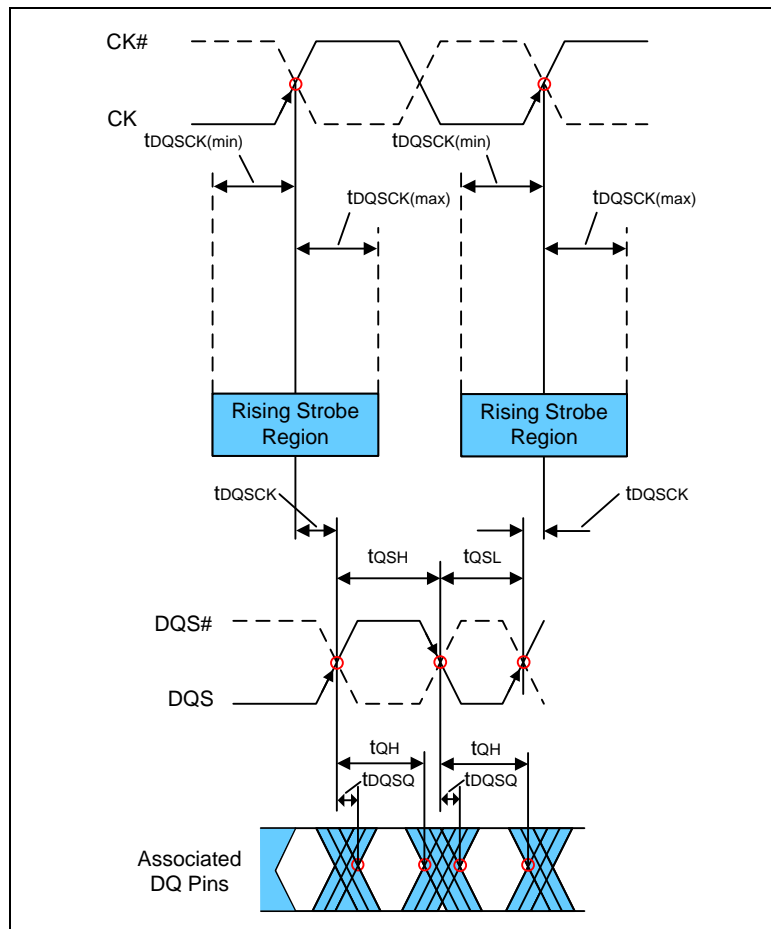 CK#
CK
tDQSCK(min)
tDQSCK(min)
tDQSCK(max)
tDQSCK(max)
Rising Strobe
Region
Rising Strobe
Region
tDQSCK
tDQSCK
tQSH
tQSL
DQS#
DQS
tQH
tQH
tDQSQ
tDQSQ
Associated
DQ Pins